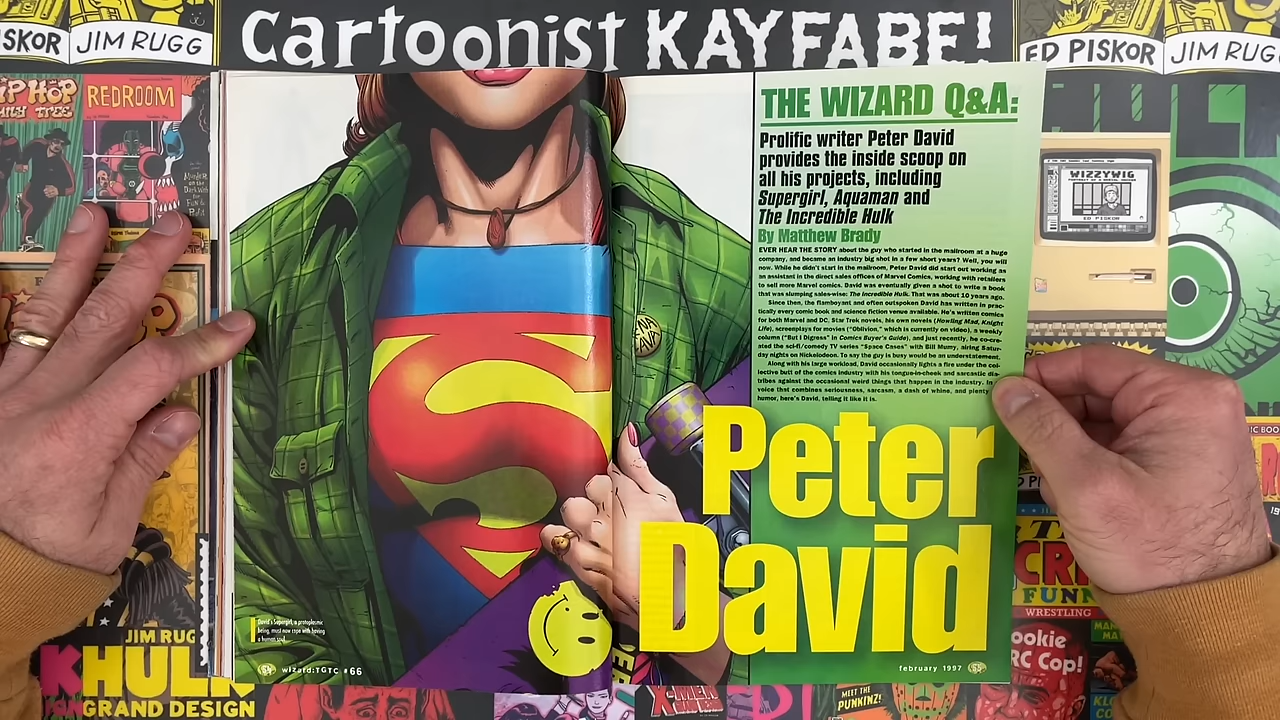 SKOR
JIM RUGG
Cartoonist KAYFABE!
ED PISKOR
JIM RUGG
HIP HOP
FAMILY TREE
REDROOM
THE WIZARD Q&A:
Prolific writer Peter David
provides the inside scoop on
all his projects, including
Supergirl, Aquaman and
The Incredible Hulk
By Matthew Brady
EVER HEAR THE STORY about the guy who started in the mailroom at a huge
company, and became an industry big shot in a few short years? Well, you will
now. While he didn't start in the mailroom, Peter David did start out working as
an assistant in the direct sales offices of Marvel Comics, working with retailers
to sell more Marvel comics. David was eventually given a shot to write a book
that was slumping sales-wise: The Incredible Hulk. That was about 10 years ago.
Since then, the flamboyant and often outspoken David has written in prac-
tically every comic book and science fiction venue available. He's written comics
for both Marvel and DC, Star Trek novels, his own novels (Howling Mad, Knight
Life), screenplays for movies ("Oblivion," which is currently on video), a weekly
column ("But I Digress" in Comics Buyer's Guide), and just recently, he co-cre-
ated the sci-fi/comedy TV series "Space Cases" with Bill Mumy, airing Satur-
day nights on Nickelodeon. To say the guy is busy would be an understatement.
Along with his large workload, David occasionally lights a fire under the col-
lective butt of the comics industry with his tongue-in-cheek and sarcastic dia-
tribes against the occasional weird things that happen in the industry. In
voice that combines seriousness, sarcasm, a dash of whine, and plenty
humor, here's David, telling it like it is.
Peter
David
WIZZYWIG
ED PISKOR
S
David's Supergirl, a protoplasmic
being, must now cope with having
a human soul.
wizard:TGTC #66
february 1997
JIM RUG
HULK
GRAND DESIGN
X-MEN
MEET THE
PUNKINZ!
WRESTLING
ookie
RC Cop!